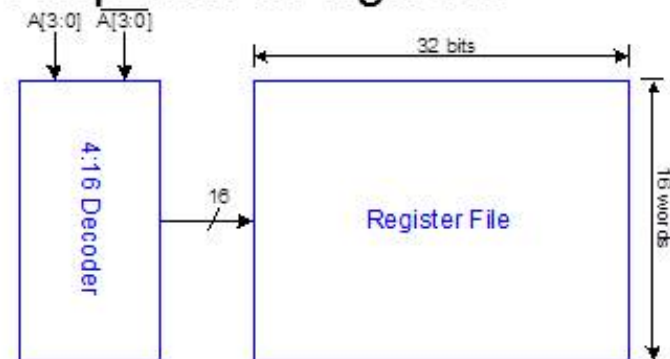 A[3:0] A[3:0]
32 bits
4:16 Decoder
16
Register File
16 words